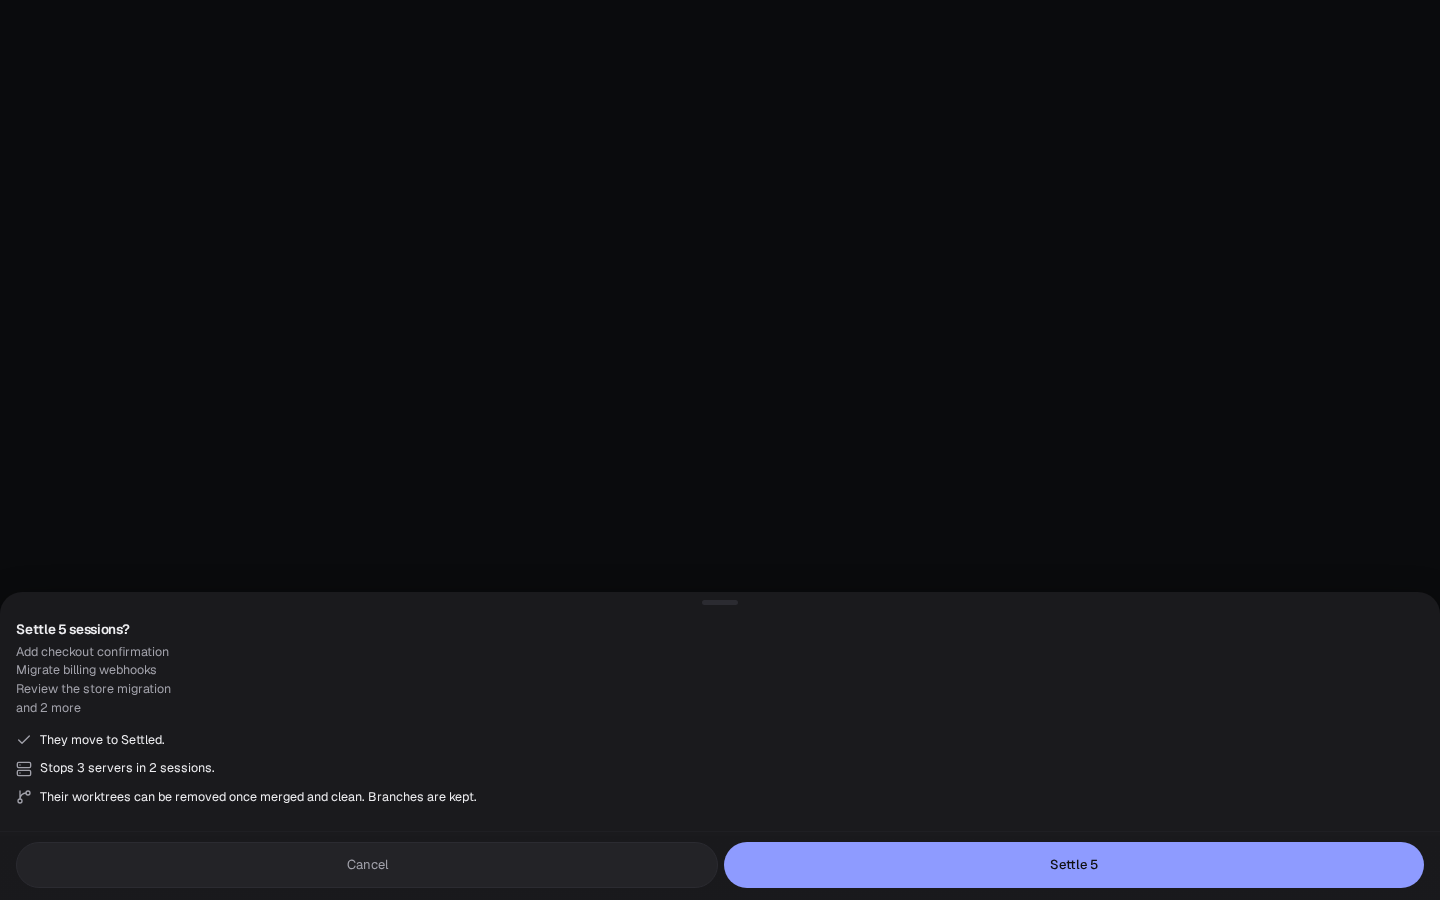 Settle 5 sessions?
Add checkout confirmation
Migrate billing webhooks
Review the store migration
and 2 more
They move to Settled.
Stops 3 servers in 2 sessions.
Their worktrees can be removed once merged and clean. Branches are kept.
Cancel
Settle 5